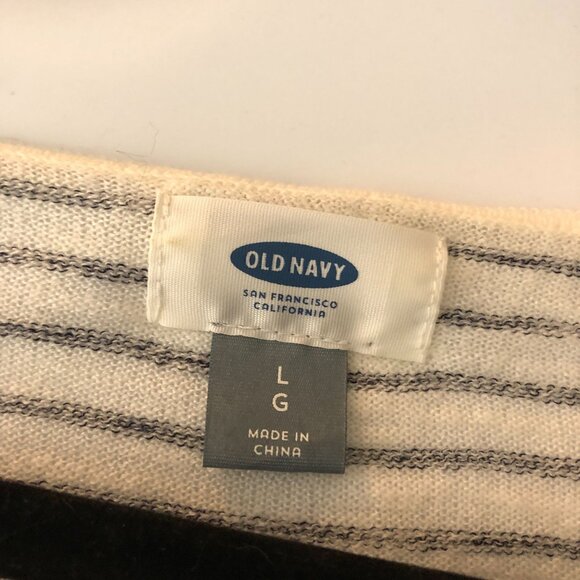 OLD NAVY
SAN FRANCISCO
CALIFORNIA
L
G
MADE IN
CHINA